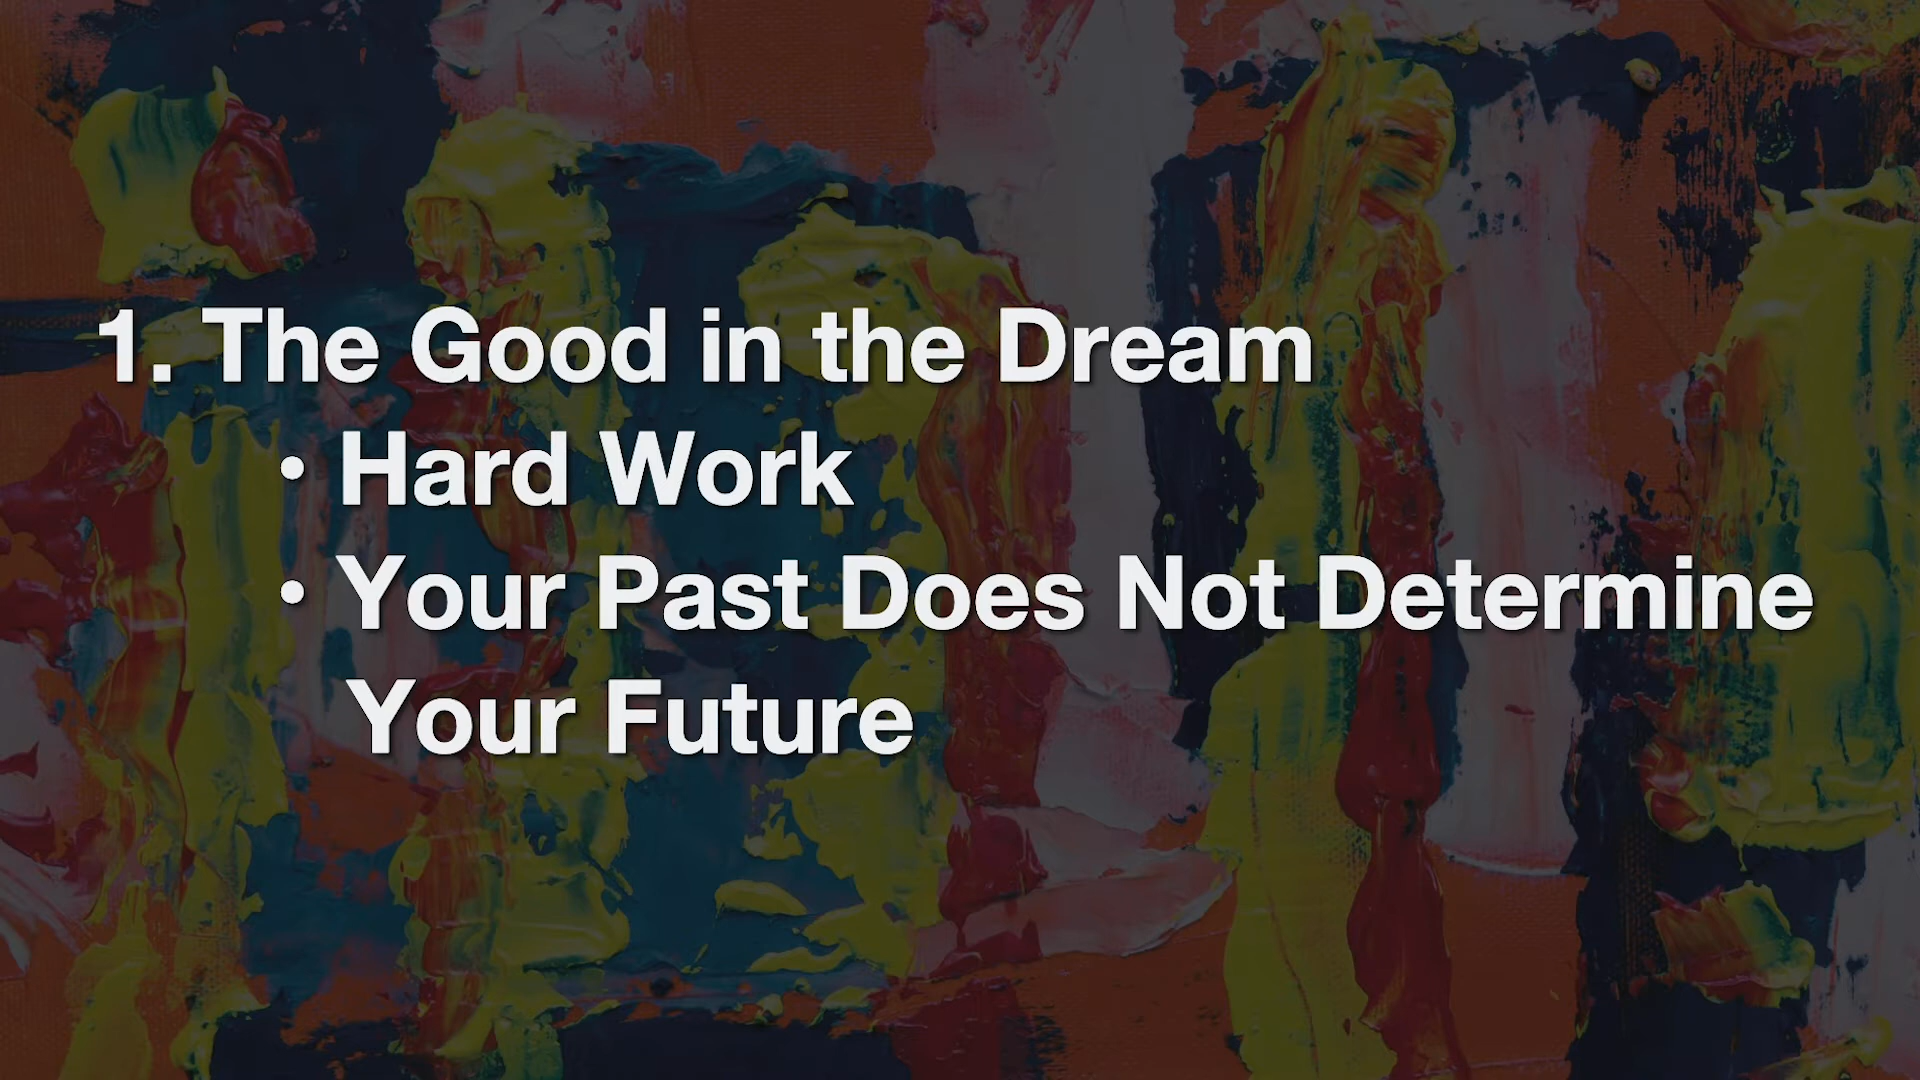 1. The Good in the Dream
• Hard Work
• Your Past Does Not Determine
Your Future